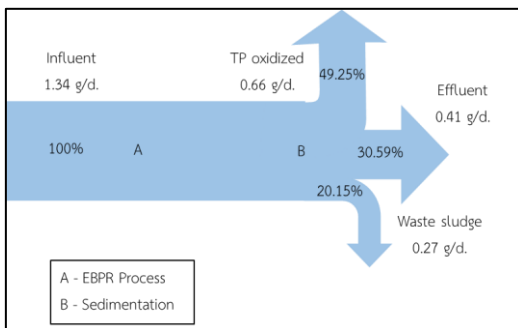 Influent
1.34 g/d.
TP oxidized
0.66 g/d.
49.25%
Effluent
0.41 g/d.
100%
A
B
30.59%
20.15%
Waste sludge
0.27 g/d.
A - EBPR Process
B - Sedimentation